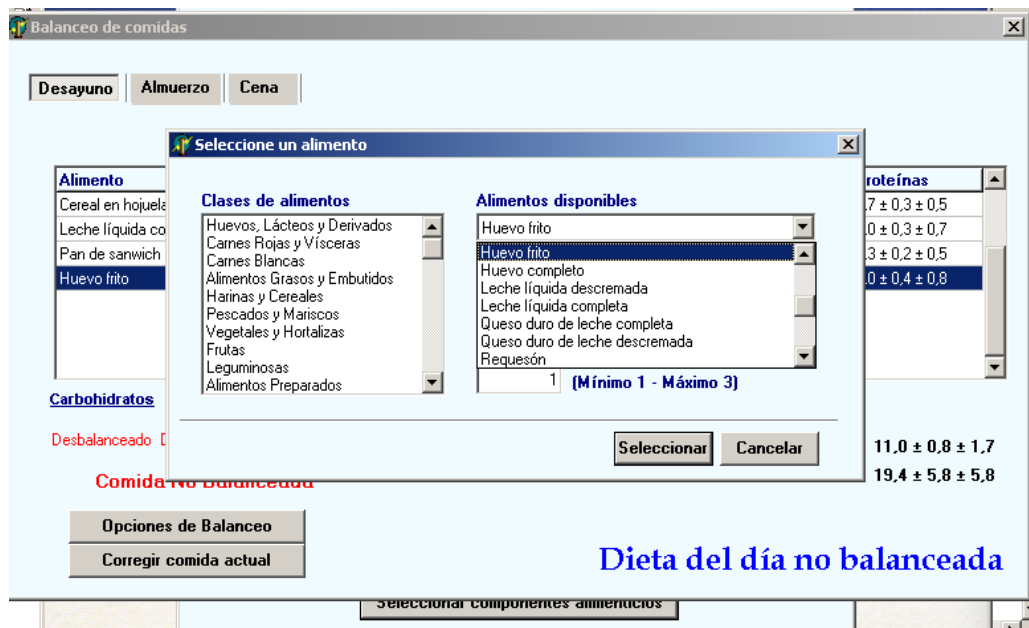 Balanceo de comidas
Desayuno Almuerzo Cena
Seleccione un alimento
Alimento
Cereal en hojuela
Leche líquida co
Pan de sanwich
Huevo frito
Clases de alimentos
Huevos, Lácteos y Derivados
Carnes Rojas y Vísceras
Carnes Blancas
Alimentos Grasos y Embutidos
Harinas y Cereales
Pescados y Mariscos
Vegetales y Hortalizas
Frutas
Leguminosas
Alimentos Preparados
Alimentos disponibles
Huevo frito
Huevo frito
Huevo completo
Leche líquida descremada
Leche líquida completa
Queso duro de leche completa
Queso duro de leche descremada
Requesón
1 (Mínimo 1 - Máximo 3)
Seleccionar Cancelar
roteínas
,7 ± 0,3 ± 0,5
,0 ± 0,3 ± 0,7
,3 ± 0,2 ± 0,5
,0 ± 0,4 ± 0,8
Carbohidratos
Desbalanceado
11,0 ± 0,8 ± 1,7
19,4 ± 5,8 ± 5,8
Comida No Balanceada
Opciones de Balanceo
Corregir comida actual
Dieta del día no balanceada
Seleccionar componentes alimenticios